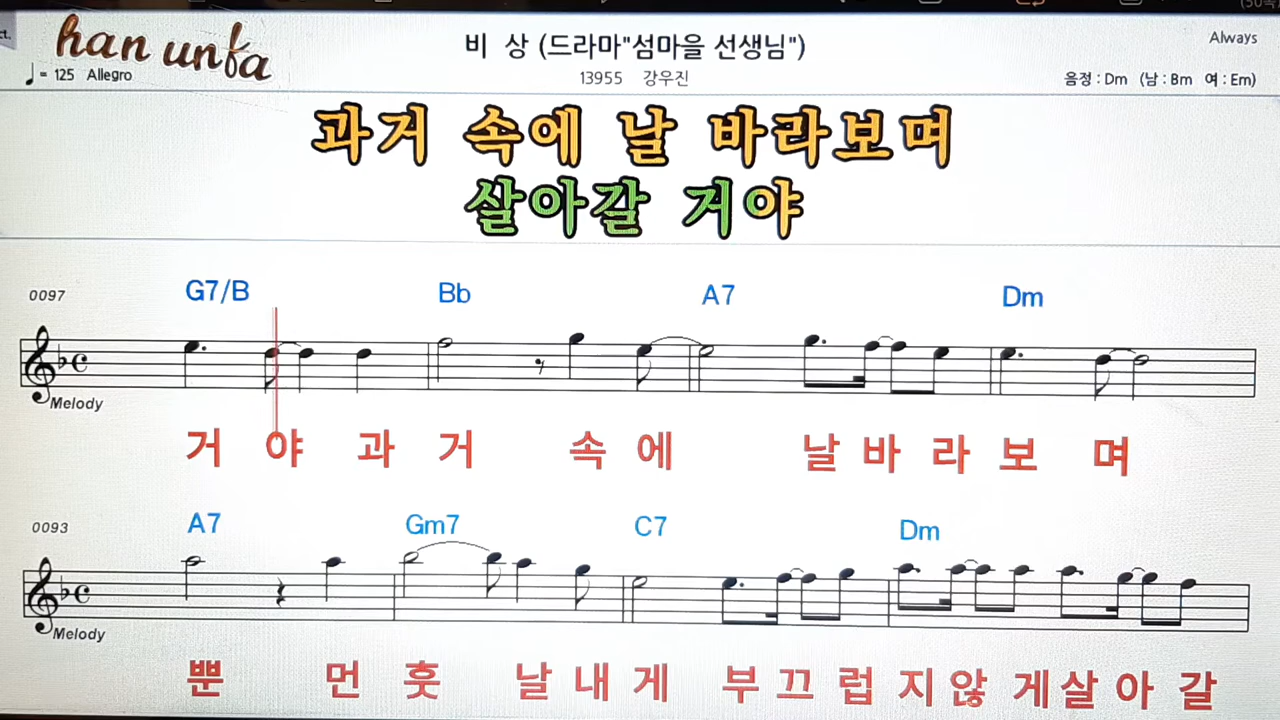 (50곡
ct.
han unfa
비 상 (드라마"섬마을 선생님")
Always
♩ = 125 Allegro
13955 강우진
음정 : Dm (남 : Bm 여 : Em)
과거 속에 날 바라보며
살아갈 거야
0097
G7/B Bb A7 Dm
Melody
거 야 과 거 속 에 날 바 라 보 며
0093
A7 Gm7 C7 Dm
Melody
뿐 먼 훗 날 내 게 부 끄 럽 지 않 게 살 아 갈